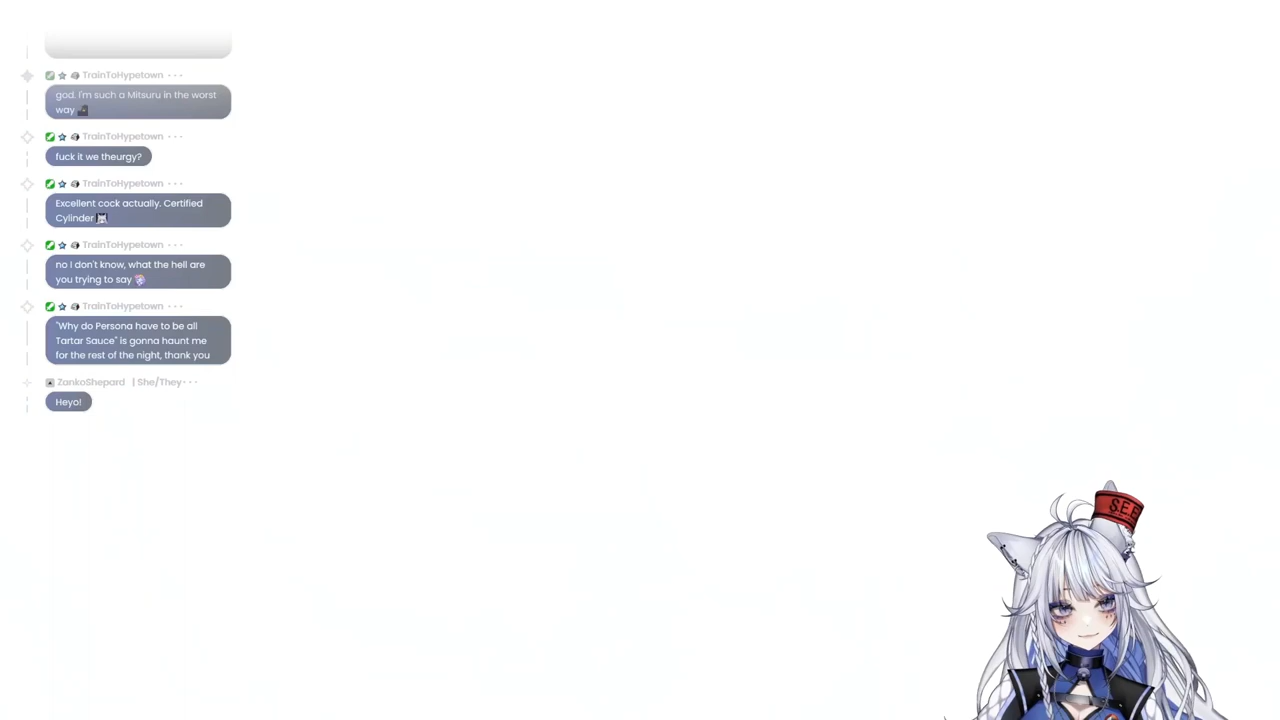 TrainToHypetown ···
god. I'm such a Mitsuru in the worst
way
TrainToHypetown ···
fuck it we theurgy?
TrainToHypetown ···
Excellent cock actually. Certified
Cylinder
TrainToHypetown ···
no I don't know, what the hell are
you trying to say
TrainToHypetown ···
"Why do Persona have to be all
Tartar Sauce" is gonna haunt me
for the rest of the night, thank you
ZankoShepard | She/They···
Heyo!
S.E.E